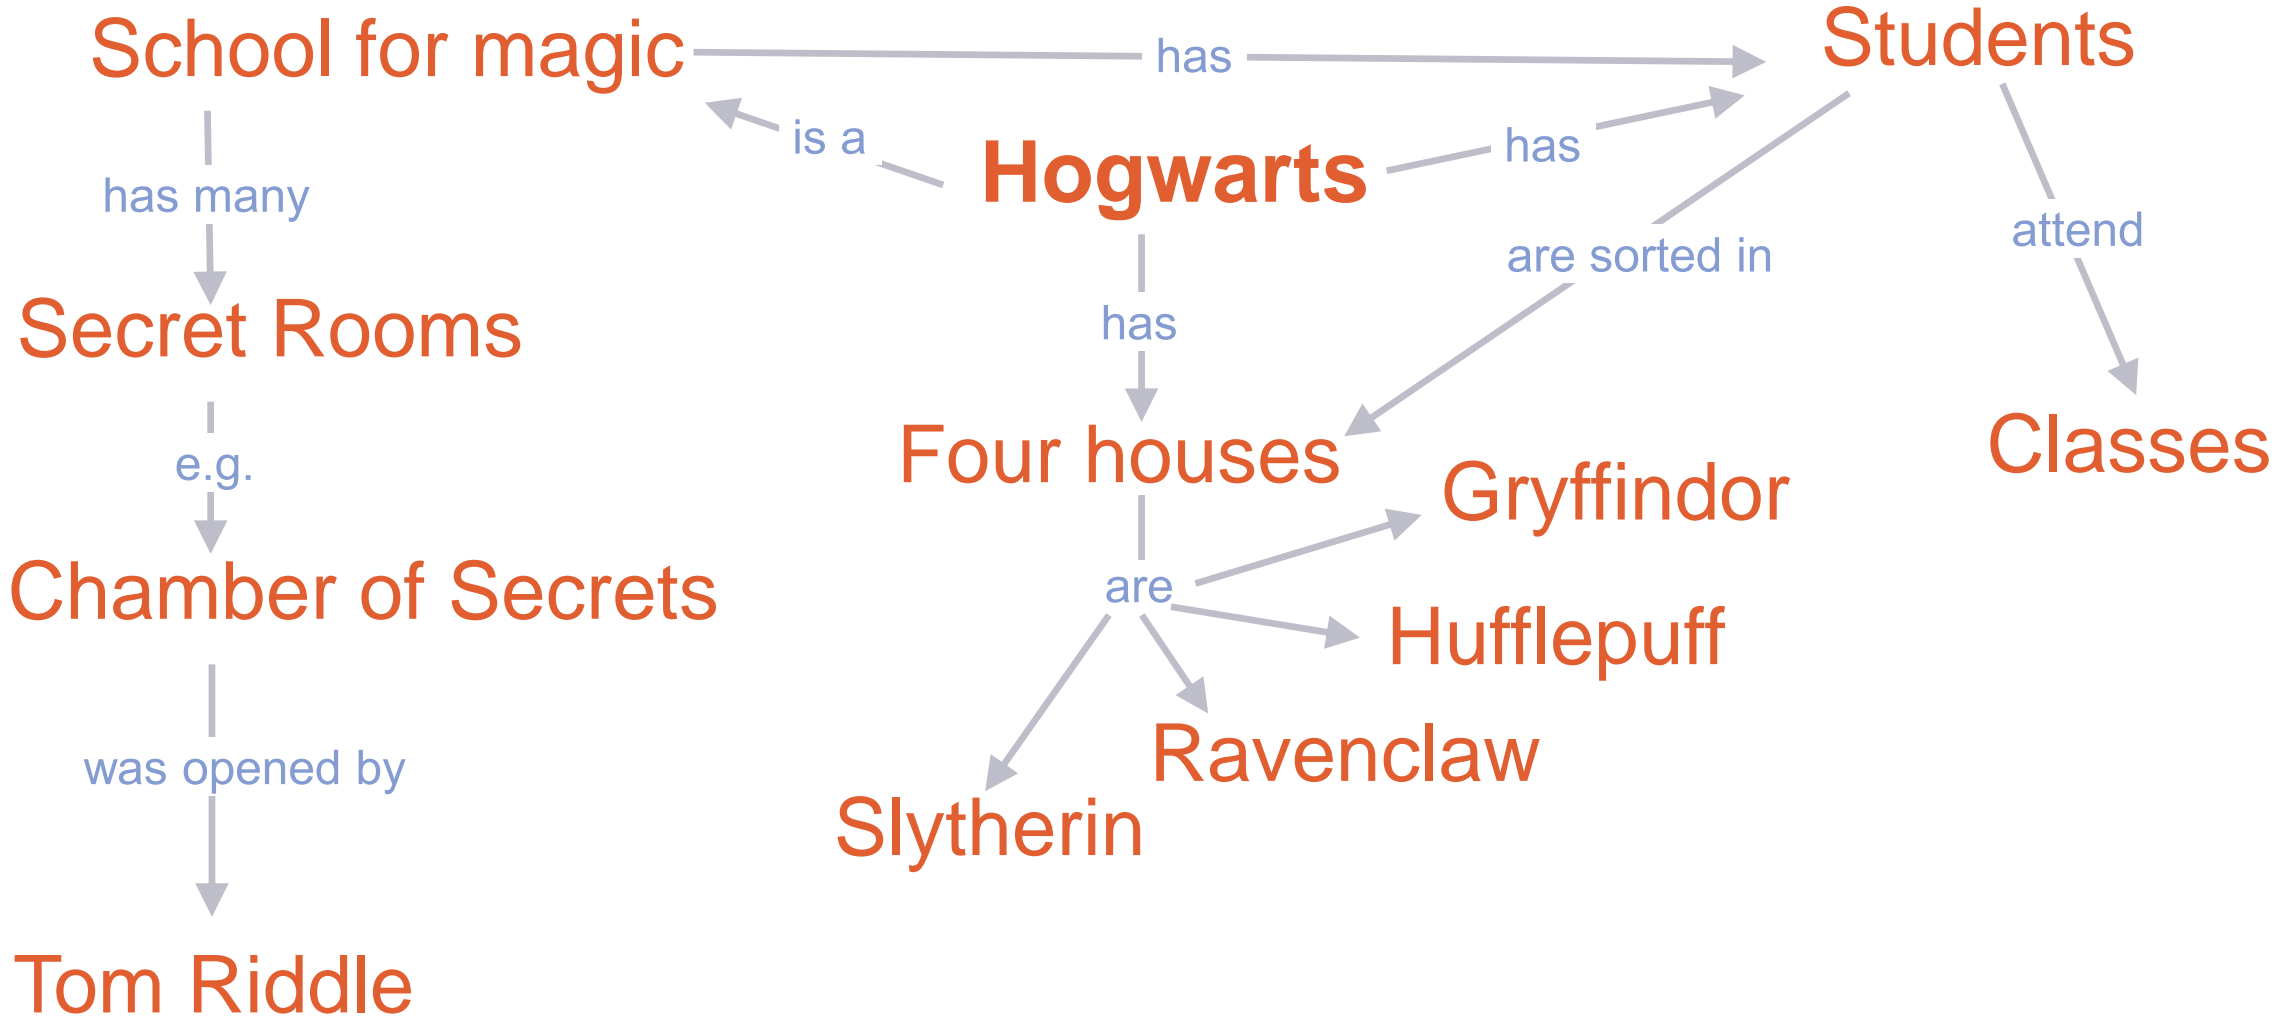 School for magic
has
Students
is a
Hogwarts
has
has many
are sorted in
attend
Secret Rooms
has
e.g.
Four houses
Classes
Gryffindor
Chamber of Secrets
are
Hufflepuff
was opened by
Ravenclaw
Slytherin
Tom Riddle